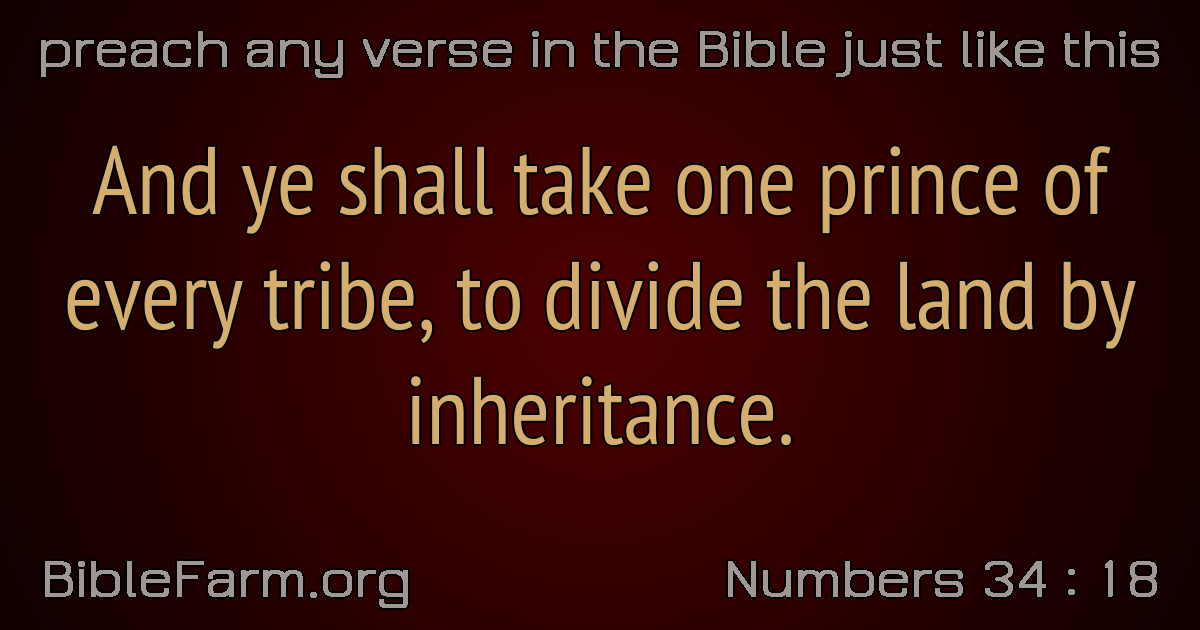 preach any verse in the Bible just like this
And ye shall take one prince of
every tribe, to divide the land by
inheritance.
BibleFarm.org
Numbers 34 : 18